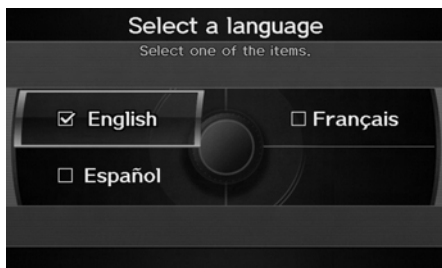 Select a language
Select one of the items.
English
Français
Español